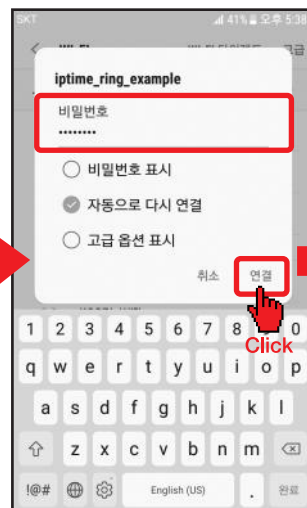 SKT 41% 오후 5:38
iptime_ring_example
비밀번호
••••••••
비밀번호 표시
자동으로 다시 연결
고급 옵션 표시
취소 연결
Click
1 2 3 4 5 6 7 8 0
q w e r t y u i o p
a s d f g h j k l
z x c v b n m
!@# English (US) . 완료